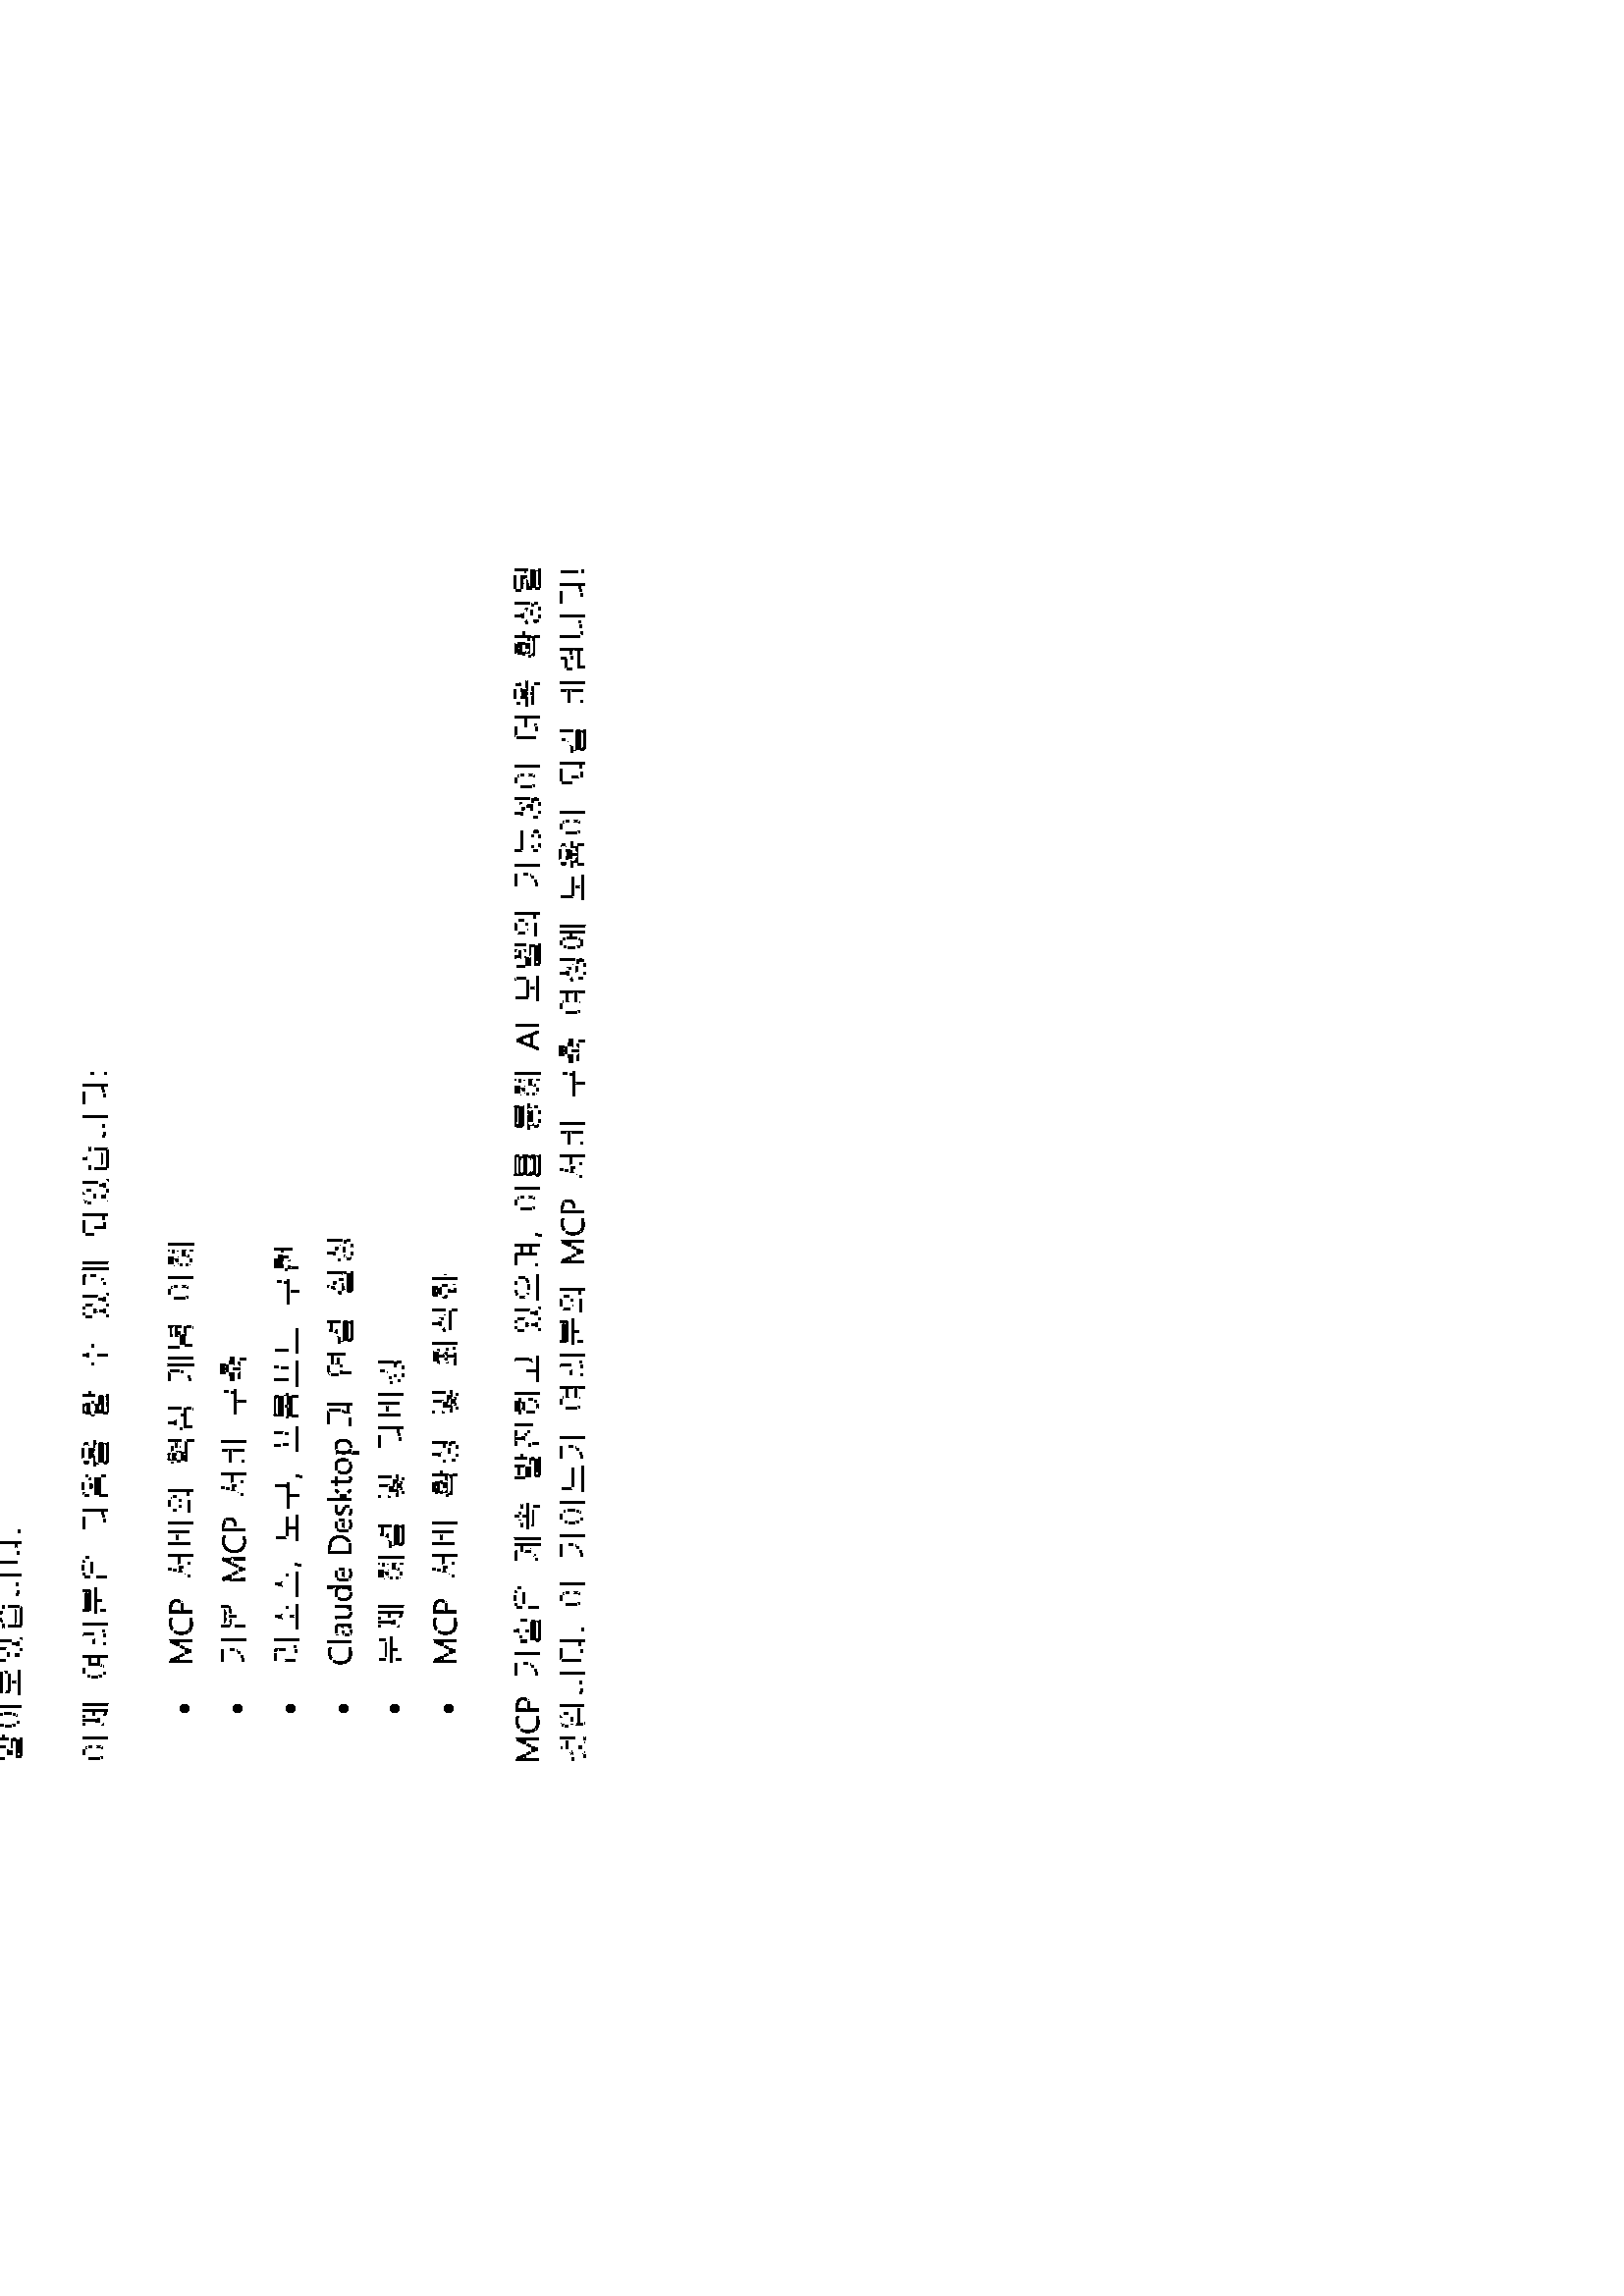 알아보았습니다.
이제 여러분은 다음을 할 수 있게 되었습니다:
• MCP 서버의 핵심 개념 이해
• 기본 MCP 서버 구축
• 리소스, 도구, 프롬프트 구현
• Claude Desktop과 연결 설정
• 문제 해결 및 디버깅
• MCP 서버 확장 및 최적화
MCP 기술은 계속 발전하고 있으며, 이를 통해 AI 모델의 가능성이 더욱 확장될
것입니다. 이 가이드가 여러분의 MCP 서버 구축 여정에 도움이 되길 바랍니다!